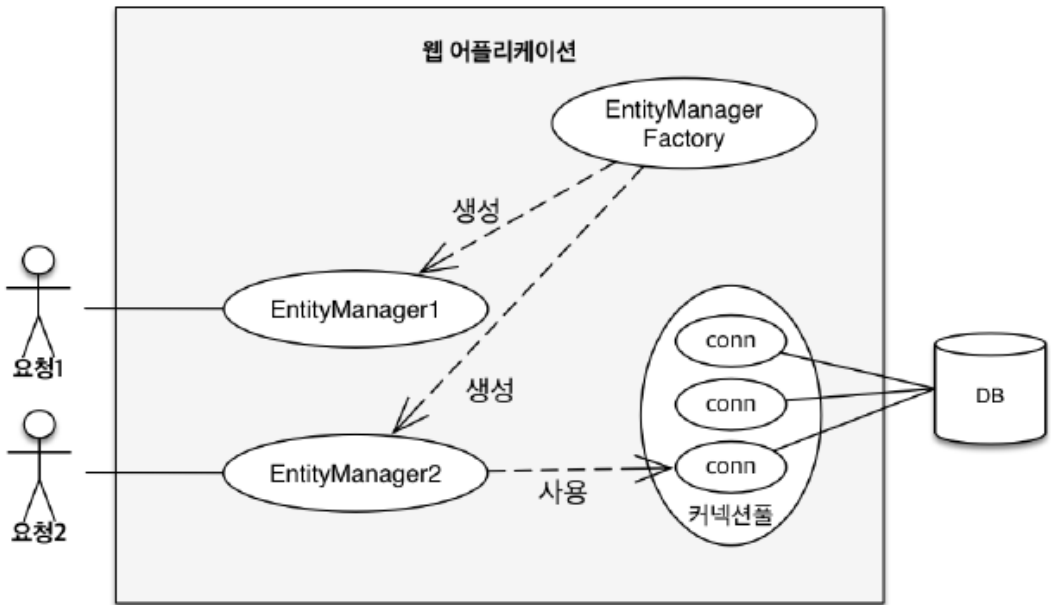 웹 어플리케이션
EntityManager
Factory
생성
EntityManager1
요청1
생성
conn
conn
conn
커넥션풀
DB
EntityManager2
사용
요청2